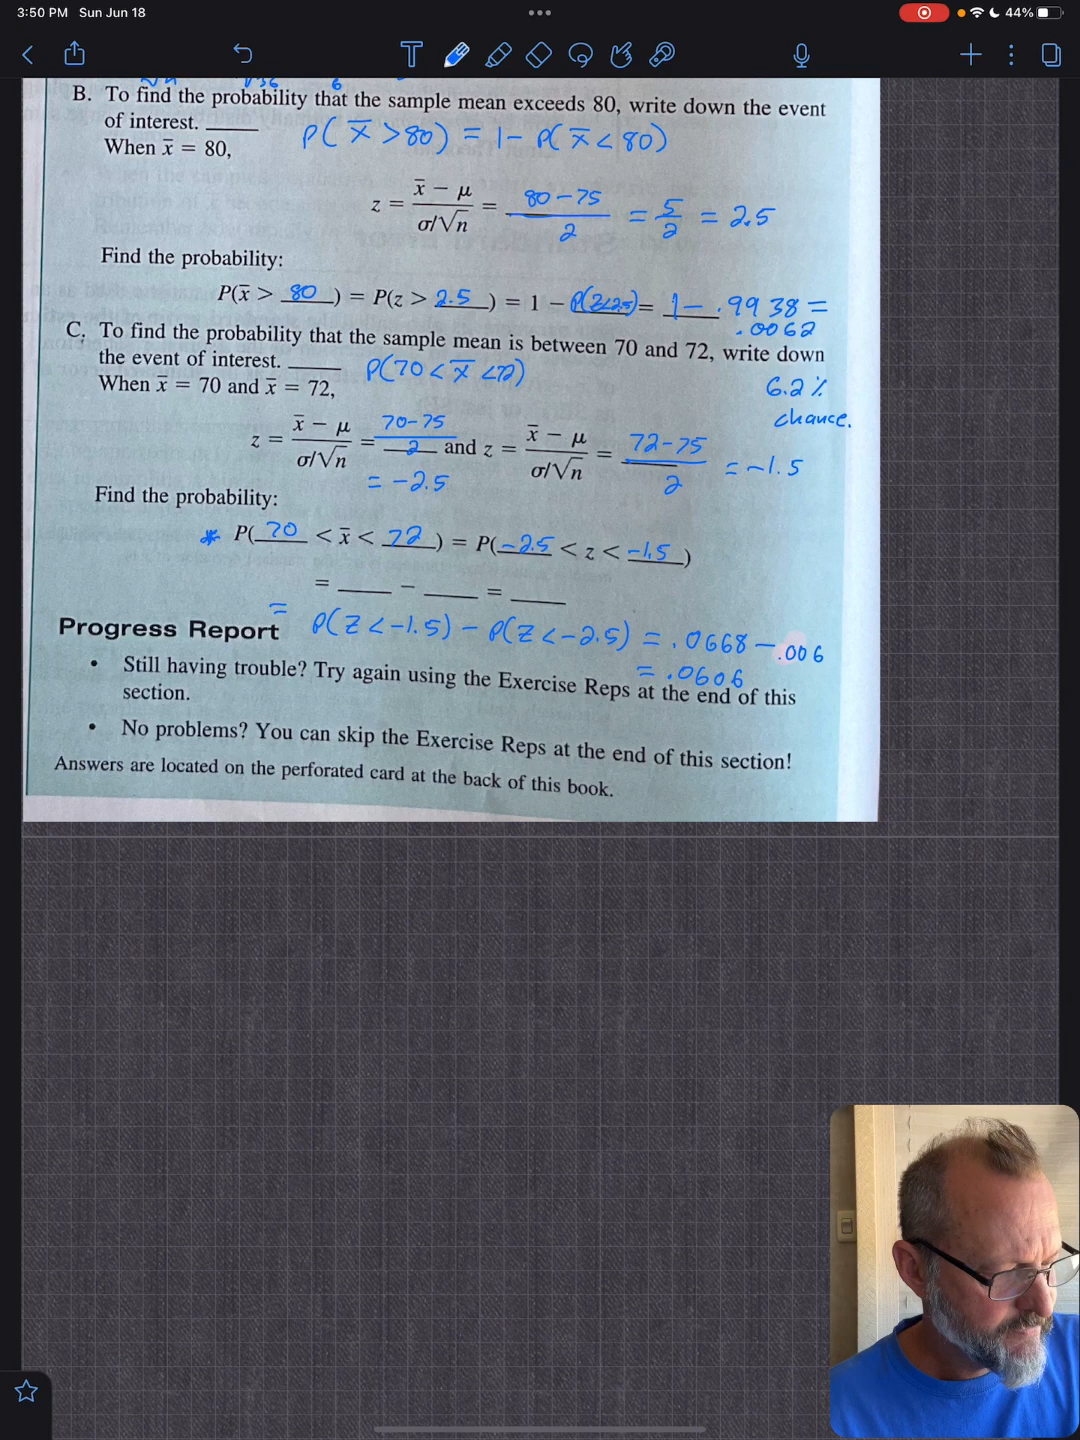 3:50 PM Sun Jun 18
44%
T
√n √36 6
B. To find the probability that the sample mean exceeds 80, write down the event
of interest. ____ P(x̄ > 80) = 1 - P(x̄ < 80)
When x̄ = 80,
z = (x̄ − μ)/(σ/√n) = (80 - 75)/2 = 5/2 = 2.5
Find the probability:
P(x̄ > 80) = P(z > 2.5) = 1 − P(z<2.5) = 1 - .9938 =
.0062
C. To find the probability that the sample mean is between 70 and 72, write down
the event of interest. ____ P(70 < x̄ < 72)
6.2%
When x̄ = 70 and x̄ = 72,
chance.
z = (x̄ − μ)/(σ/√n) = (70-75)/2 and z = (x̄ − μ)/(σ/√n) = (72-75)/2 = -1.5
= -2.5
Find the probability:
* P(70 < x̄ < 72) = P(-2.5 < z < -1.5)
= ____ − ____ = ____
= P(Z < -1.5) - P(Z < -2.5) = .0668 - .006
Progress Report
= .0606
• Still having trouble? Try again using the Exercise Reps at the end of this
section.
• No problems? You can skip the Exercise Reps at the end of this section!
Answers are located on the perforated card at the back of this book.